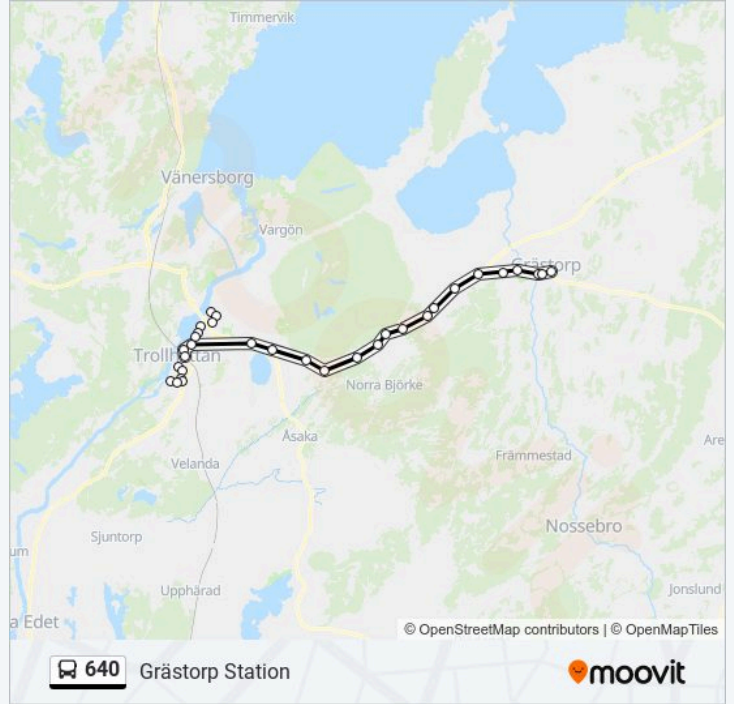 Timmervik
Vänersborg
Vargön
Grästorp
Trollhättan
Norra Björke
Åsaka
Velanda
Främmestad
Are
Nossebro
Sjuntorp
um
Upphärad
Jonslund
a Edet
© OpenStreetMap contributors | © OpenMapTiles
640 Grästorp Station
moovit